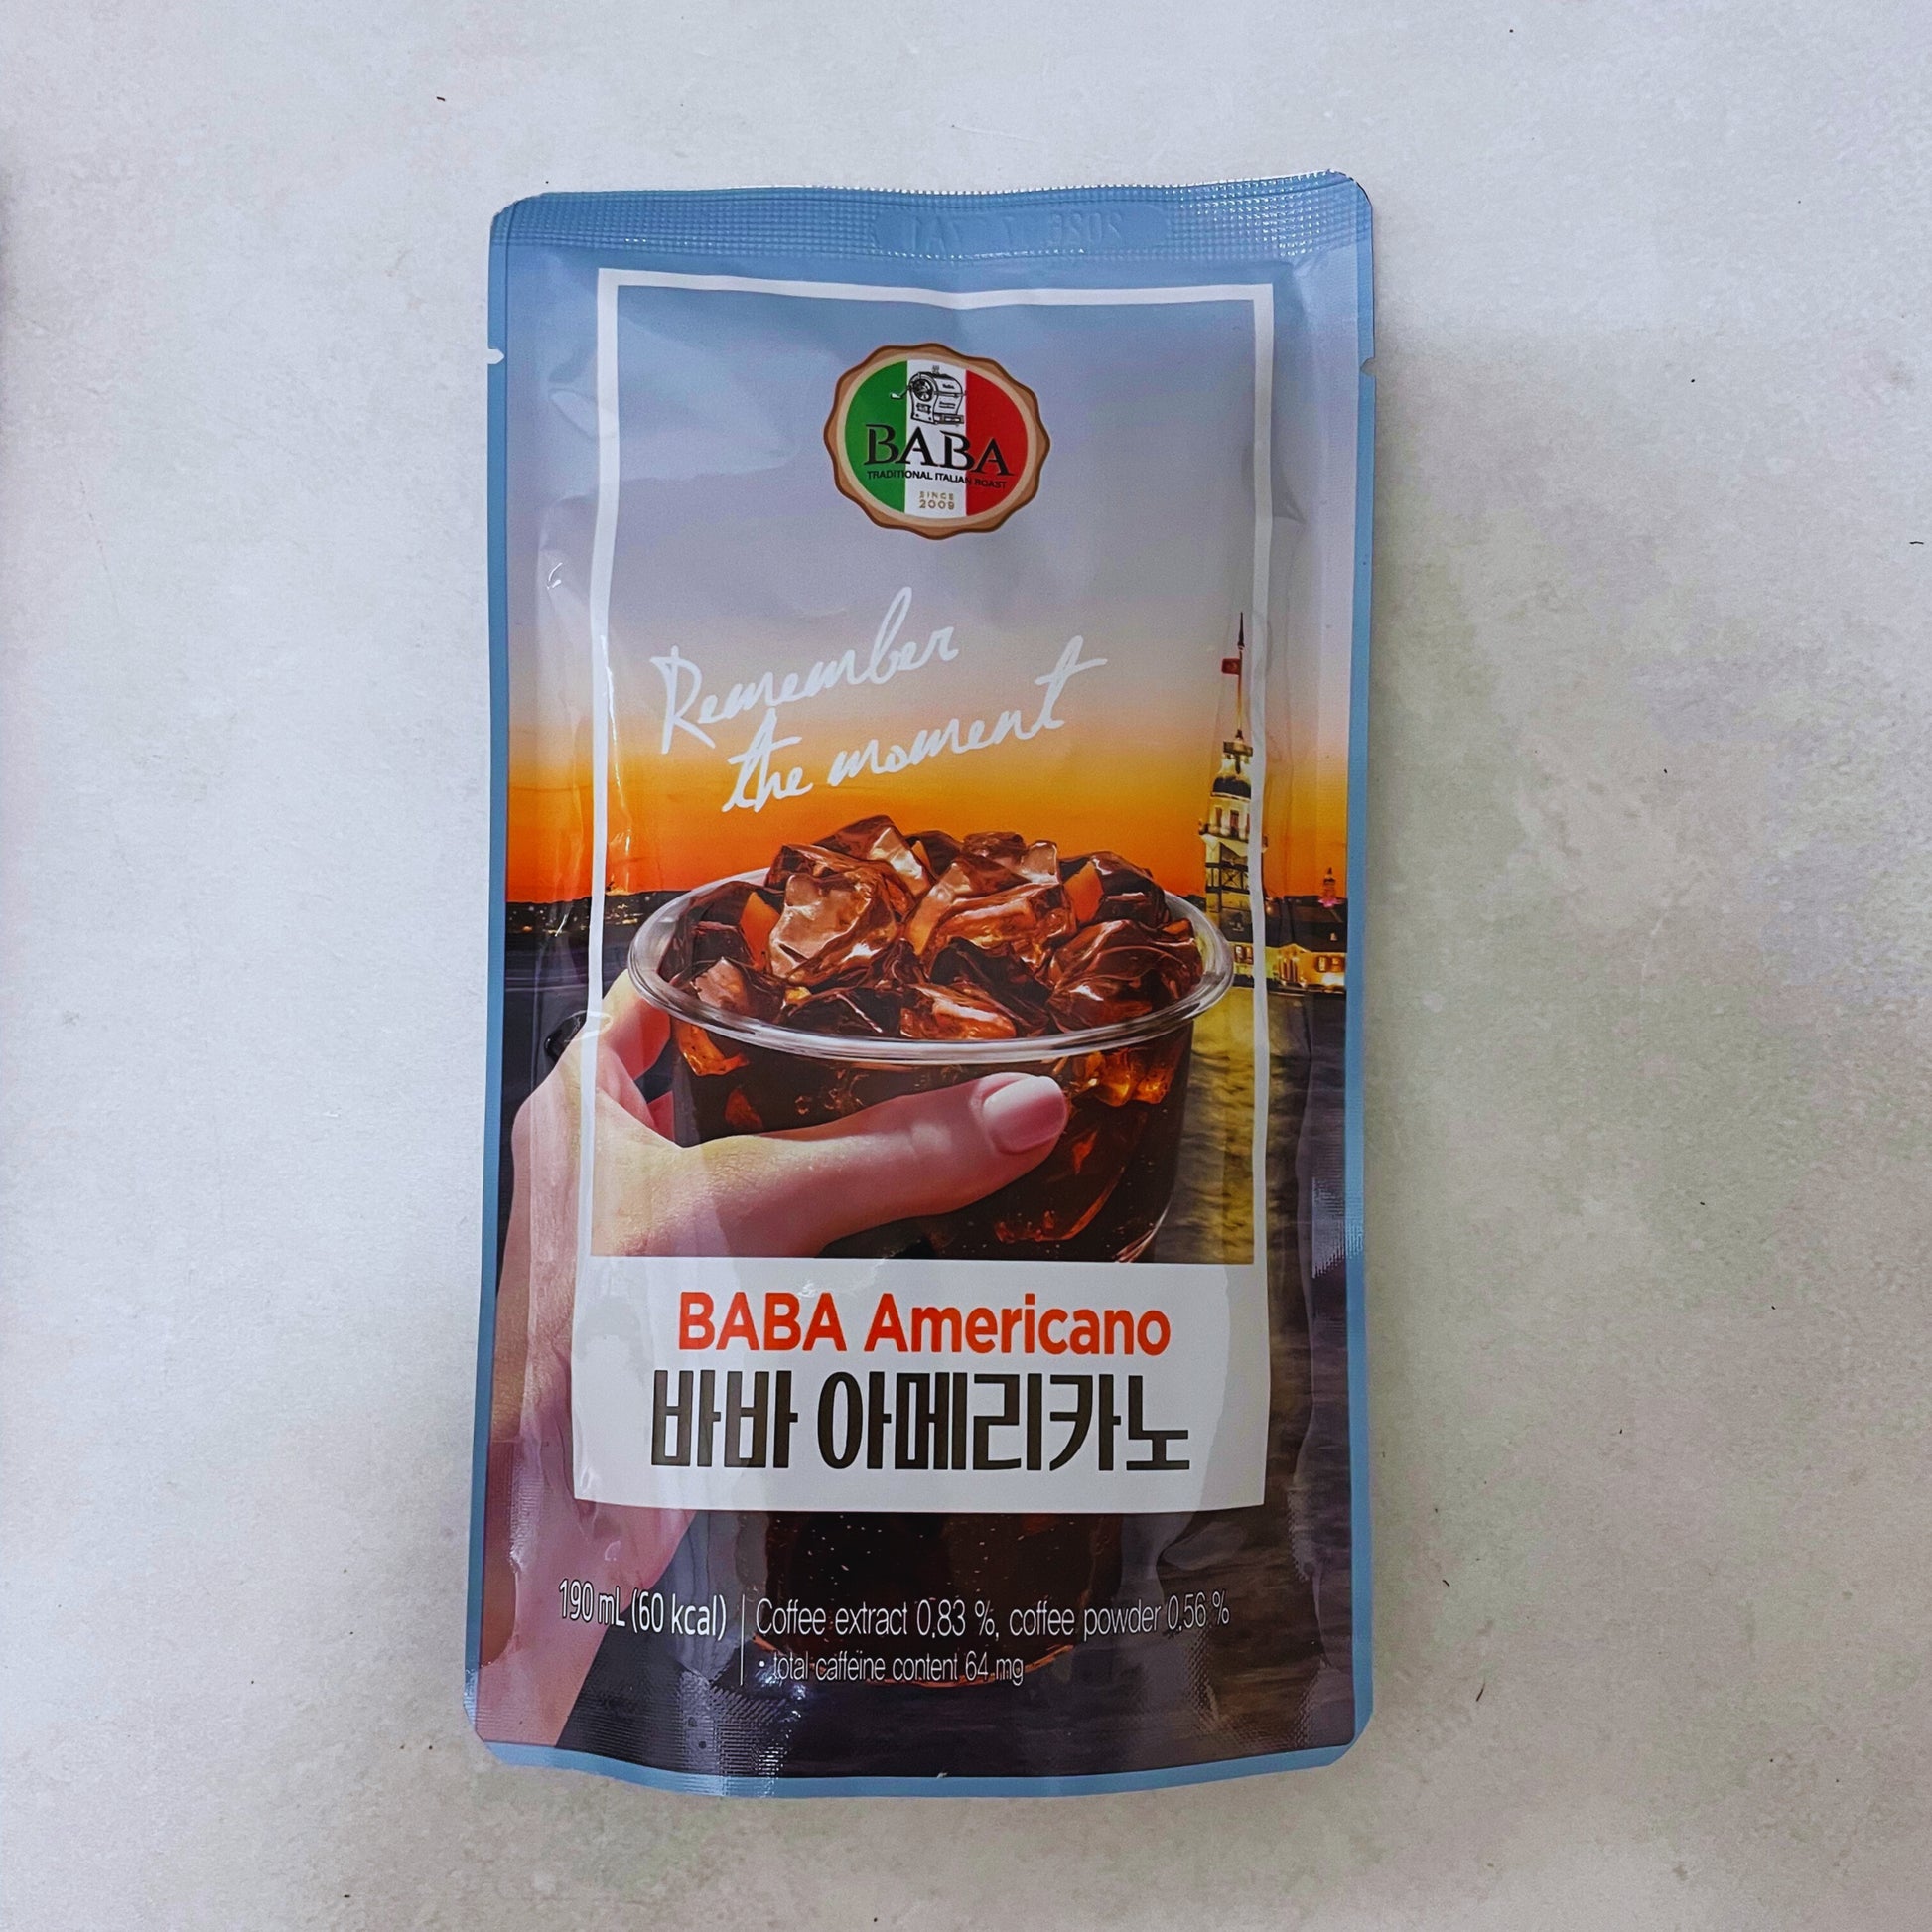 BABA
TRADITIONAL ITALIAN ROAST
SINCE
2009
Remember
the moment
BABA Americano
바바 아메리카노
190 mL (60 kcal)
Coffee extract 0.83 %, coffee powder 0.56 %
• total caffeine content 64 mg